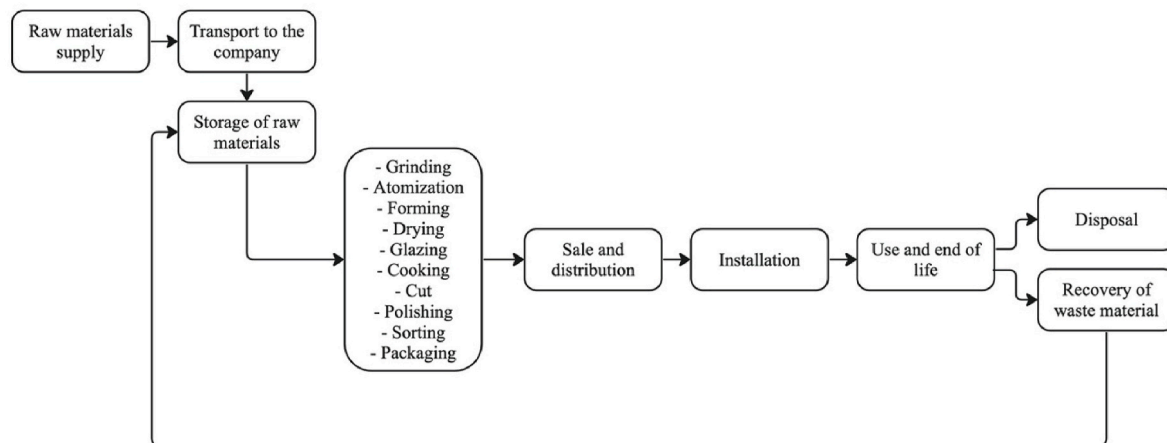 Raw materials
supply
Transport to the
company
Storage of raw
materials
- Grinding
- Atomization
- Forming
- Drying
- Glazing
- Cooking
- Cut
- Polishing
- Sorting
- Packaging
Sale and
distribution
Installation
Use and end of
life
Disposal
Recovery of
waste material